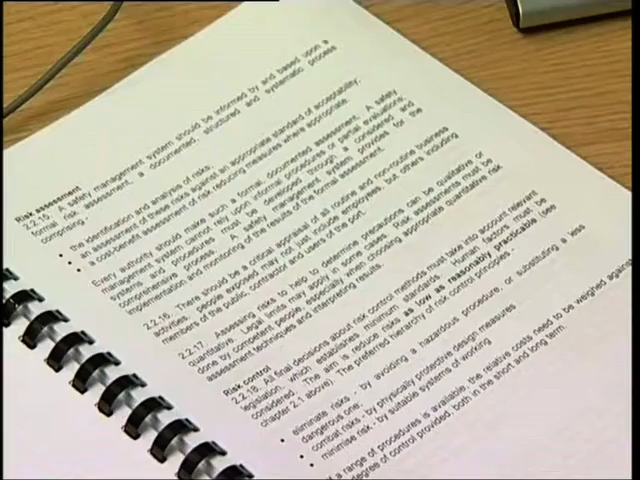 Risk assessment
2.2.15. A safety management system should be informed by and based upon a
formal risk assessment, a documented, structured and systematic process
comprising -
• the identification and analysis of risks;
• an assessment of these risks against an appropriate standard of acceptability;
• a cost-benefit assessment of risk reducing measures where appropriate.
Every authority should make such a formal, documented assessment. A safety
management system cannot rely upon informal procedures or partial evaluations;
systems and procedures must be developed through a considered and
comprehensive process. A safety management system provides for the
implementation and monitoring of the results of the formal assessment.
2.2.16. There should be a critical appraisal of all routine and non-routine business
activities. people exposed may not just include employees, but others including
members of the public, contractor and users of the port.
2.2.17. Assessing risks to help to determine precautions can be qualitative or
quantitative. Legal limits may apply in some cases. Risk assessments must be
done by competent people, especially when choosing appropriate quantitative risk
assessment techniques and interpreting results.
Risk control
2.2.18. All final decisions about risk control methods must take into account relevant
legislation, which establishes minimum standards. Human factors must be
considered. The aim is reduce risks as low as reasonably practicable (see
chapter 2.1 above). The preferred hierarchy of risk control principles -
• eliminate risks - by avoiding a hazardous procedure, or substituting a less
dangerous one;
• combat risks - by physically protective design measures
• minimise risk - by suitable systems of working
a range of procedures is available, the relative costs need to be weighed against
degree of control provided, both in the short and long term.